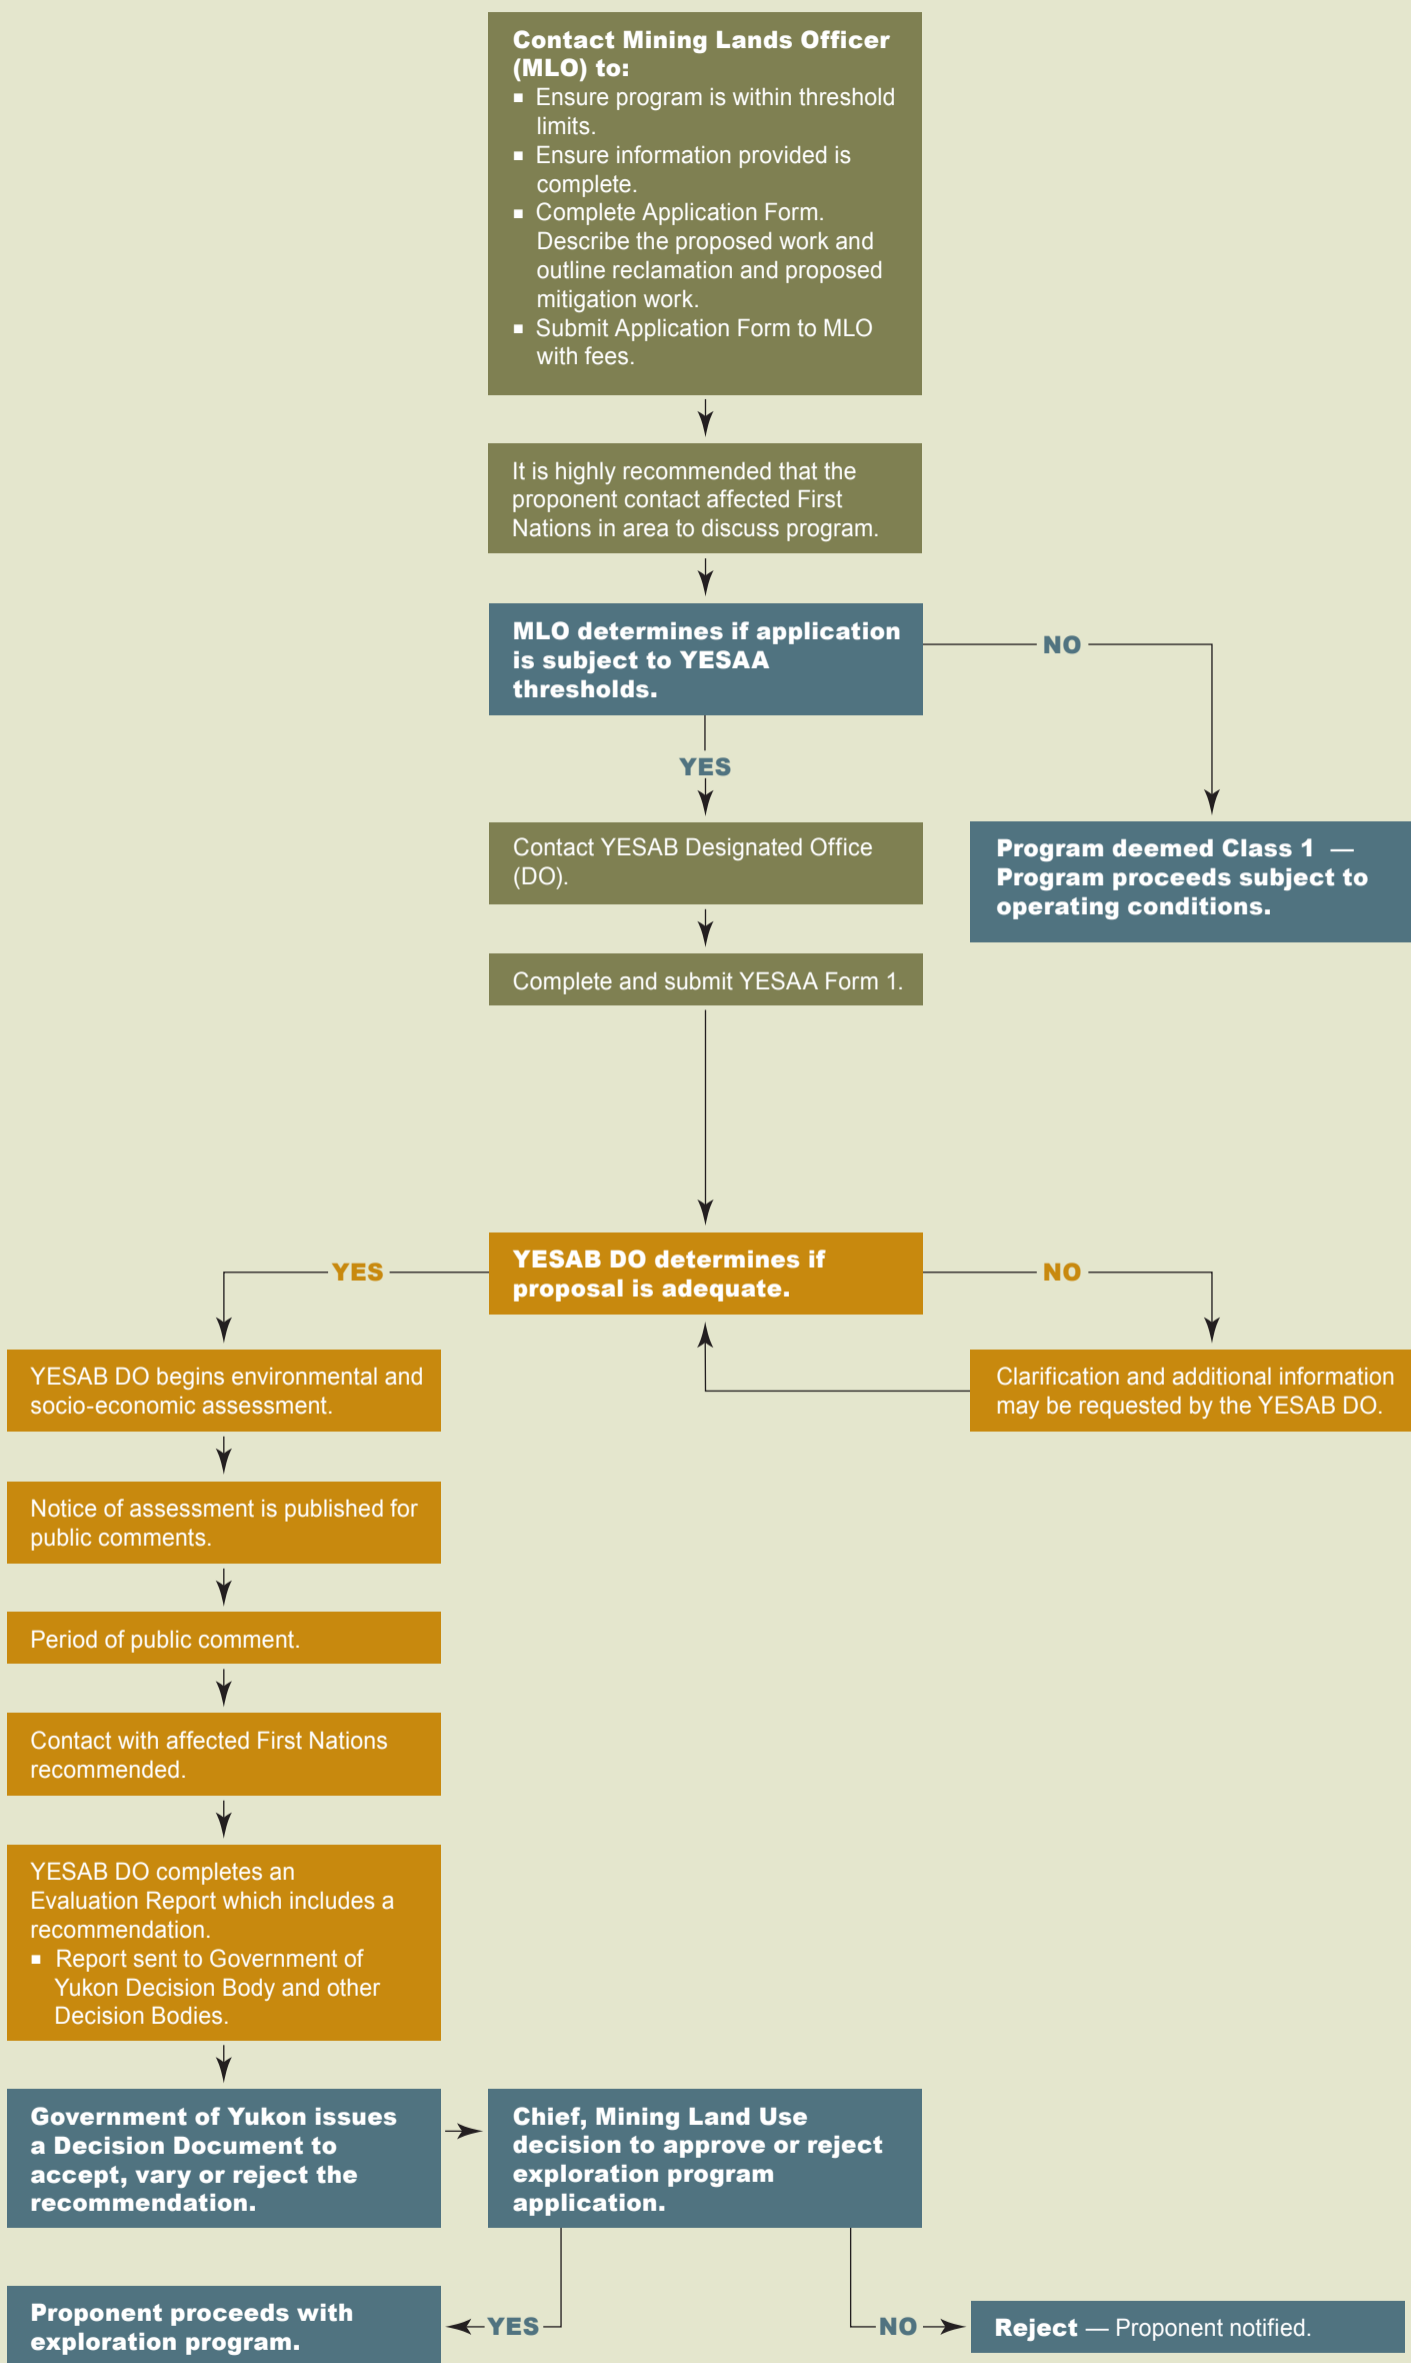 Contact Mining Lands Officer
(MLO) to:
▪ Ensure program is within threshold
limits.
▪ Ensure information provided is
complete.
▪ Complete Application Form.
Describe the proposed work and
outline reclamation and proposed
mitigation work.
▪ Submit Application Form to MLO
with fees.
It is highly recommended that the
proponent contact affected First
Nations in area to discuss program.
MLO determines if application
is subject to YESAA
thresholds.
NO
YES
Contact YESAB Designated Office
(DO).
Program deemed Class 1 —
Program proceeds subject to
operating conditions.
Complete and submit YESAA Form 1.
YESAB DO determines if
proposal is adequate.
YES
NO
YESAB DO begins environmental and
socio-economic assessment.
Clarification and additional information
may be requested by the YESAB DO.
Notice of assessment is published for
public comments.
Period of public comment.
Contact with affected First Nations
recommended.
YESAB DO completes an
Evaluation Report which includes a
recommendation.
▪ Report sent to Government of
Yukon Decision Body and other
Decision Bodies.
Government of Yukon issues
a Decision Document to
accept, vary or reject the
recommendation.
Chief, Mining Land Use
decision to approve or reject
exploration program
application.
Proponent proceeds with
exploration program.
YES
NO
Reject — Proponent notified.